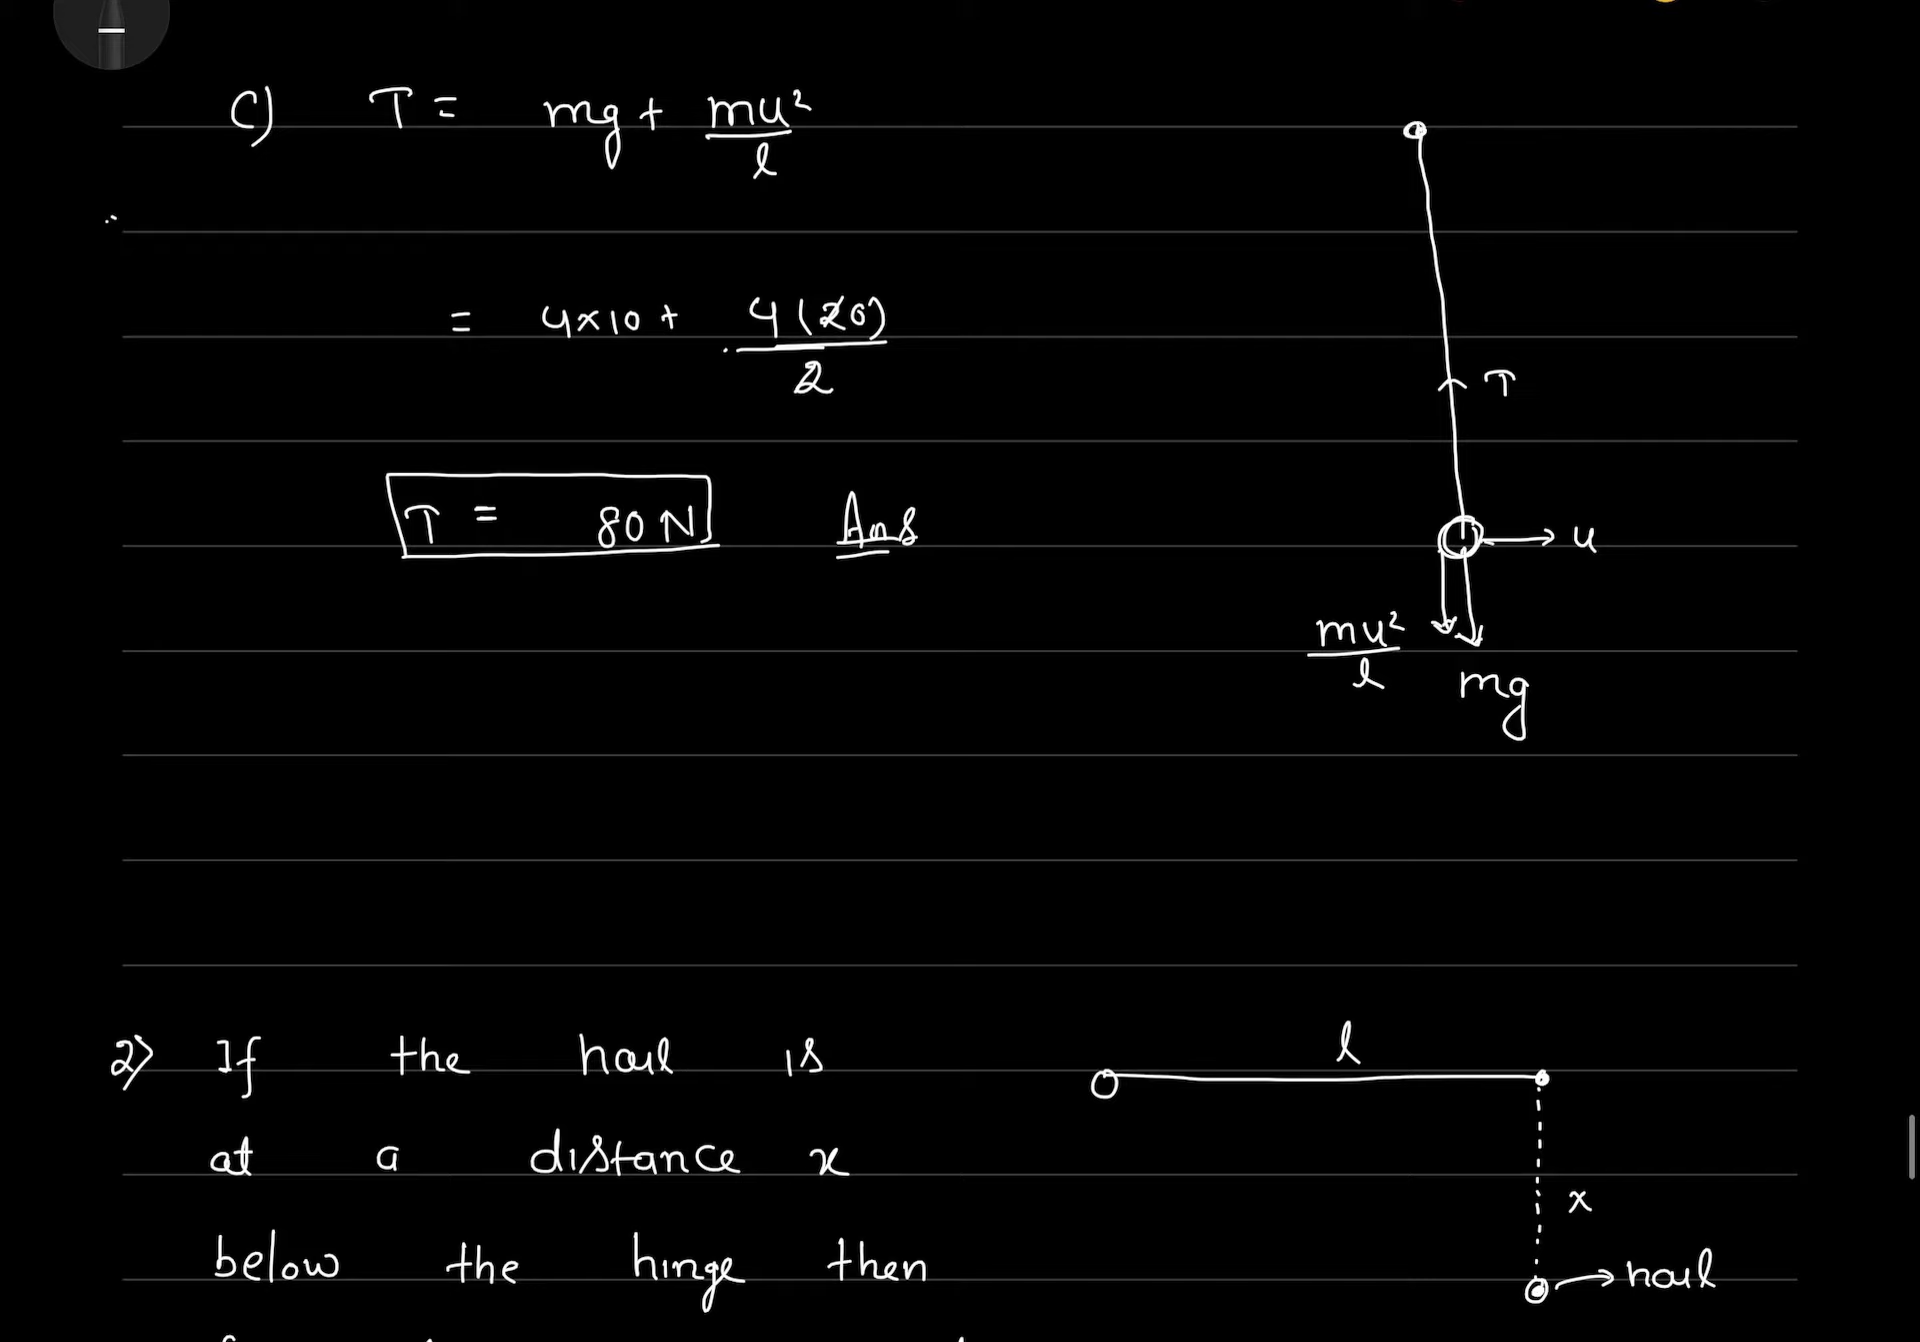 C) T = mg + mu²/l
= 4×10 + 4(20)/2
T = 80 N Ans
T
u
mu²/l mg
2) If the nail is
at a distance x
below the hinge then
l
x
nail